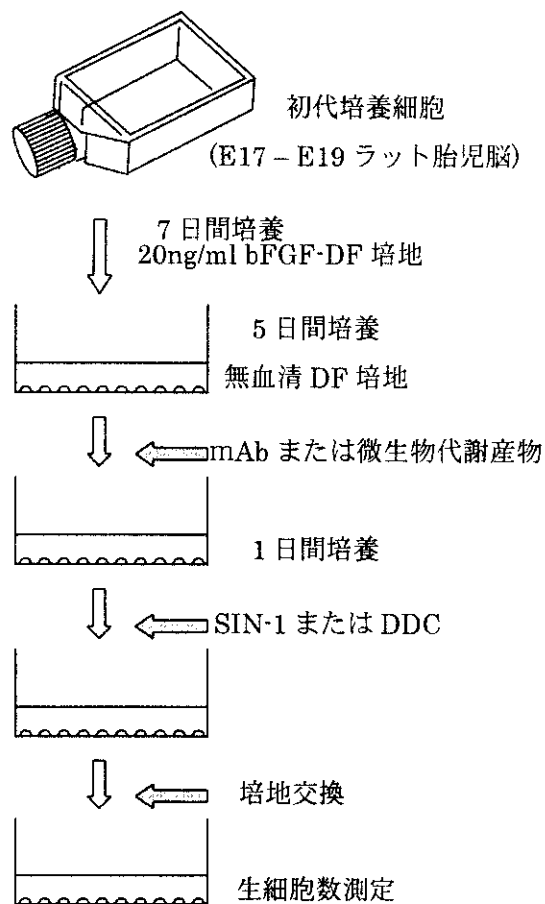 初代培養細胞
(E17 – E19 ラット胎児脳)
7 日間培養
20ng/ml bFGF-DF 培地
5 日間培養
無血清 DF 培地
mAb または微生物代謝産物
1 日間培養
SIN-1 または DDC
培地交換
生細胞数測定